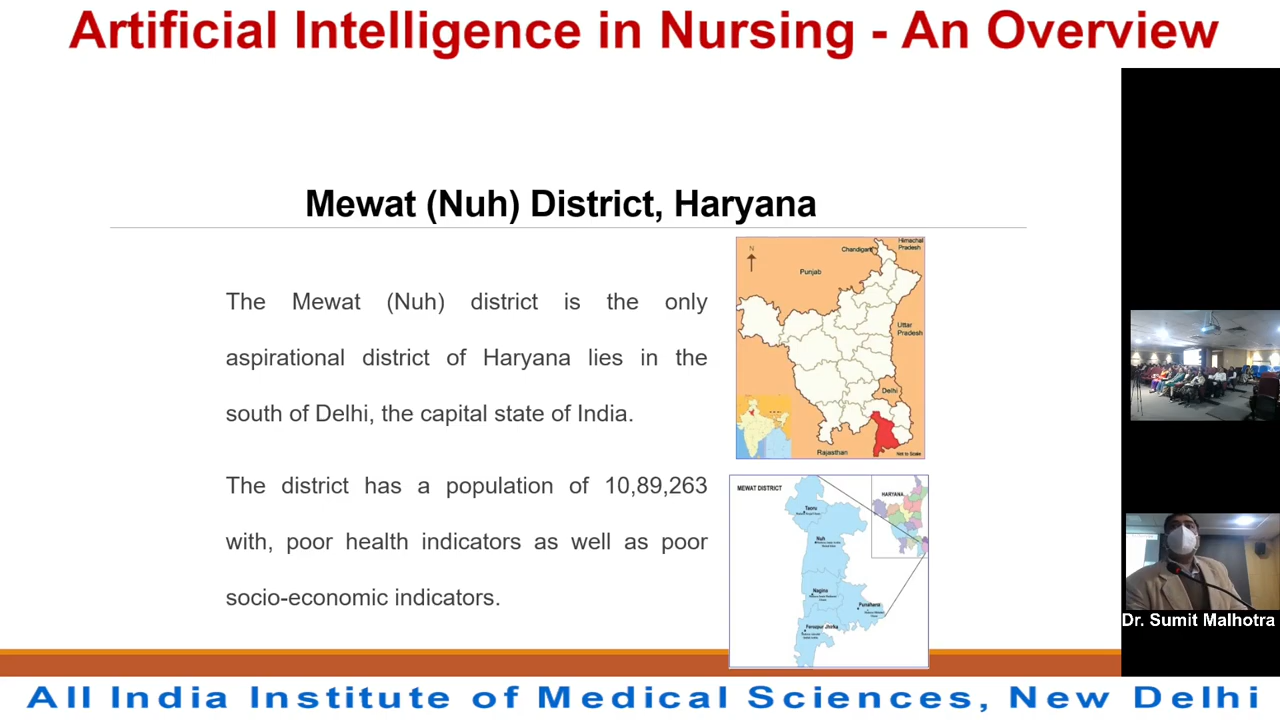 Artificial Intelligence in Nursing - An Overview
Mewat (Nuh) District, Haryana
The Mewat (Nuh) district is the only
aspirational district of Haryana lies in the
south of Delhi, the capital state of India.
The district has a population of 10,89,263
with, poor health indicators as well as poor
socio-economic indicators.
N
Chandigarh
Himachal
Pradesh
Punjab
Uttar
Pradesh
Delhi
Rajasthan
Not to Scale
MEWAT DISTRICT
HARYANA
Taoru
Nuh
Nagina
Punahana
Ferozpur Jhirka
Dr. Sumit Malhotra
All India Institute of Medical Sciences, New Delhi